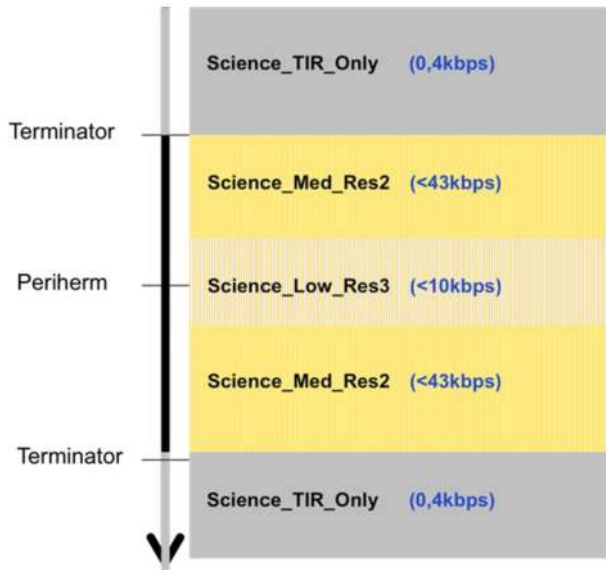 Science_TIR_Only (0,4kbps)
Terminator
Science_Med_Res2 (<43kbps)
Periherm
Science_Low_Res3 (<10kbps)
Science_Med_Res2 (<43kbps)
Terminator
Science_TIR_Only (0,4kbps)